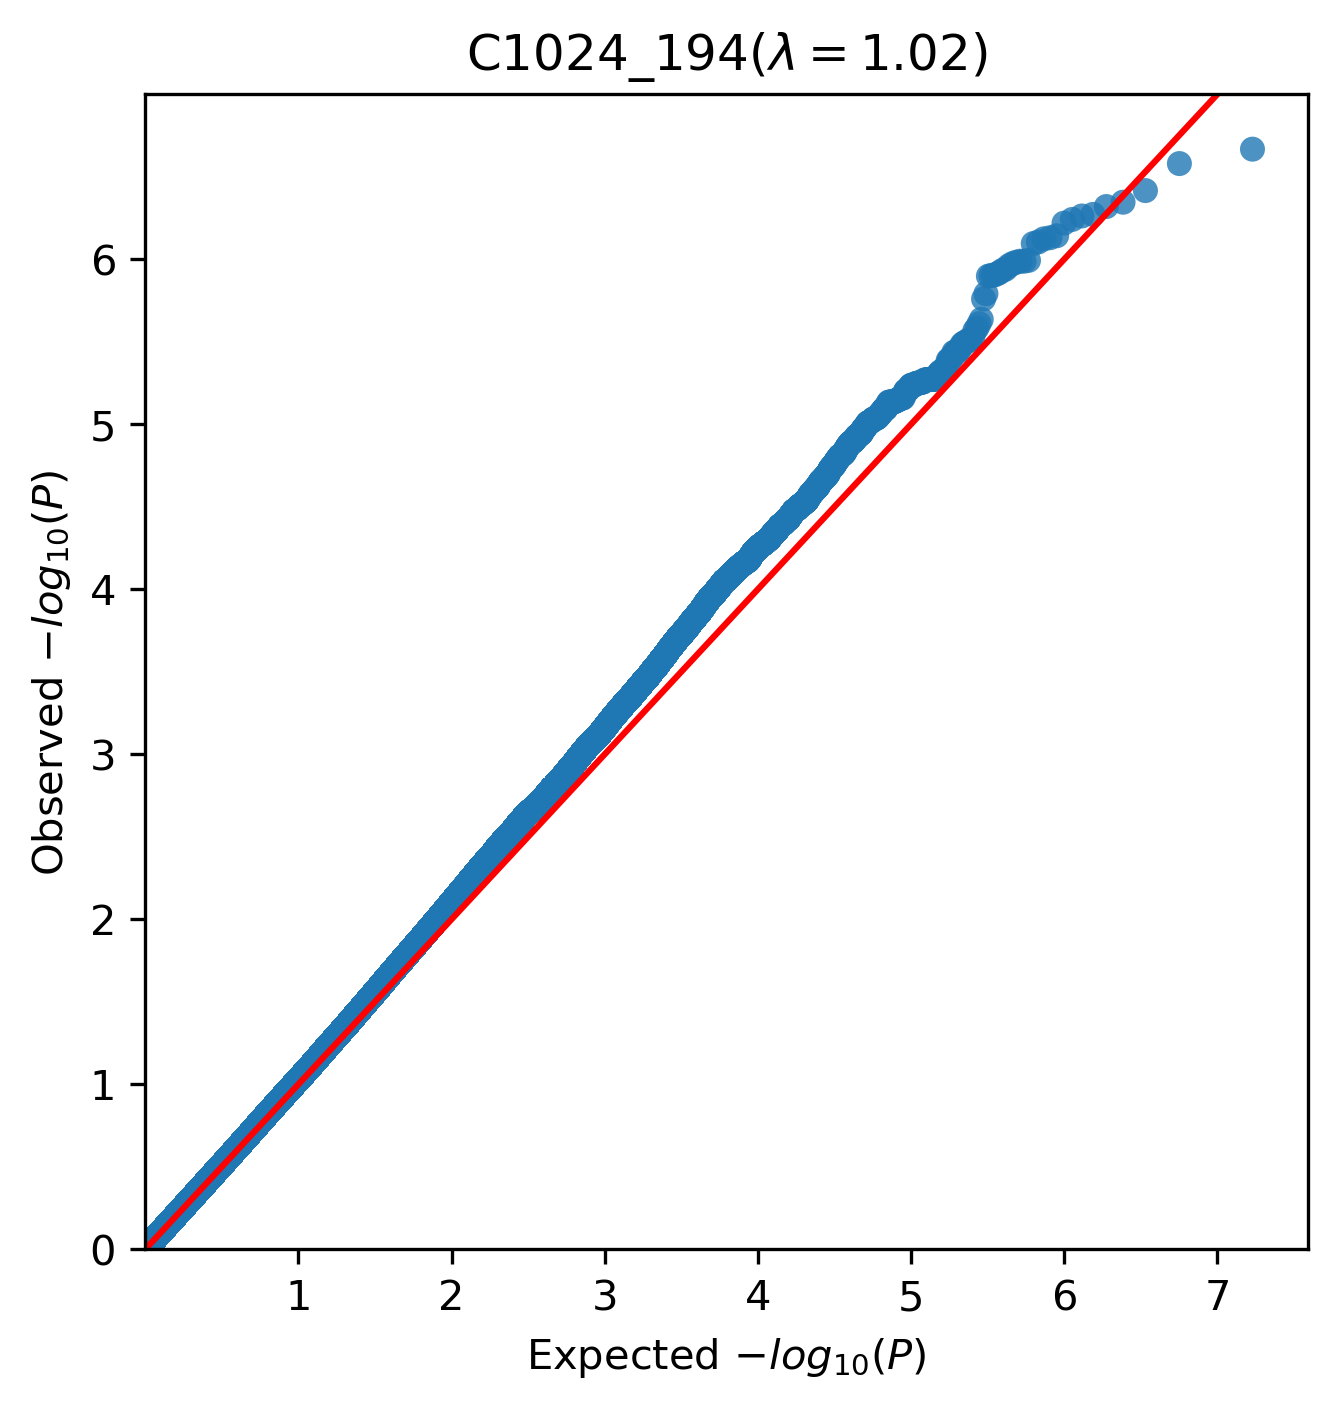 C1024_194(λ = 1.02)
Observed −log₁₀(P)
6
5
4
3
2
1
0
1 2 3 4 5 6 7
Expected −log₁₀(P)